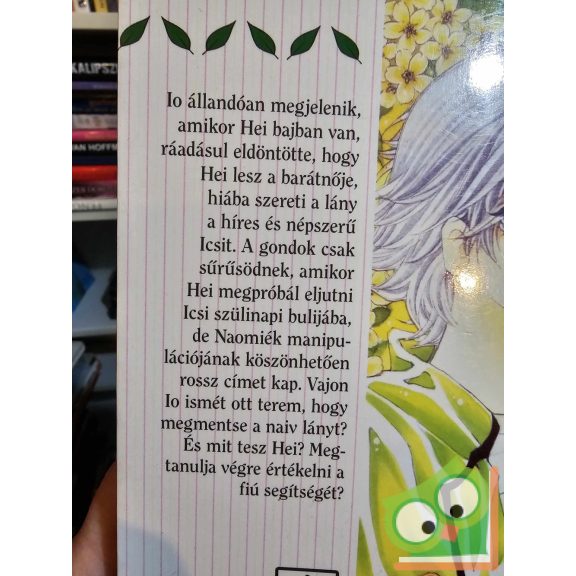 KALIPSZ
VAN HOFFM
Io állandóan megjelenik,
amikor Hei bajban van,
ráadásul eldöntötte, hogy
Hei lesz a barátnője,
hiába szereti a lány
a híres és népszerű
Icsit. A gondok csak
sűrűsödnek, amikor
Hei megpróbál eljutni
Icsi szülinapi bulijába,
de Naomiék manipu-
lációjának köszönhetően
rossz címet kap. Vajon
Io ismét ott terem, hogy
megmentse a naiv lányt?
És mit tesz Hei? Meg-
tanulja végre értékelni a
fiú segítségét?